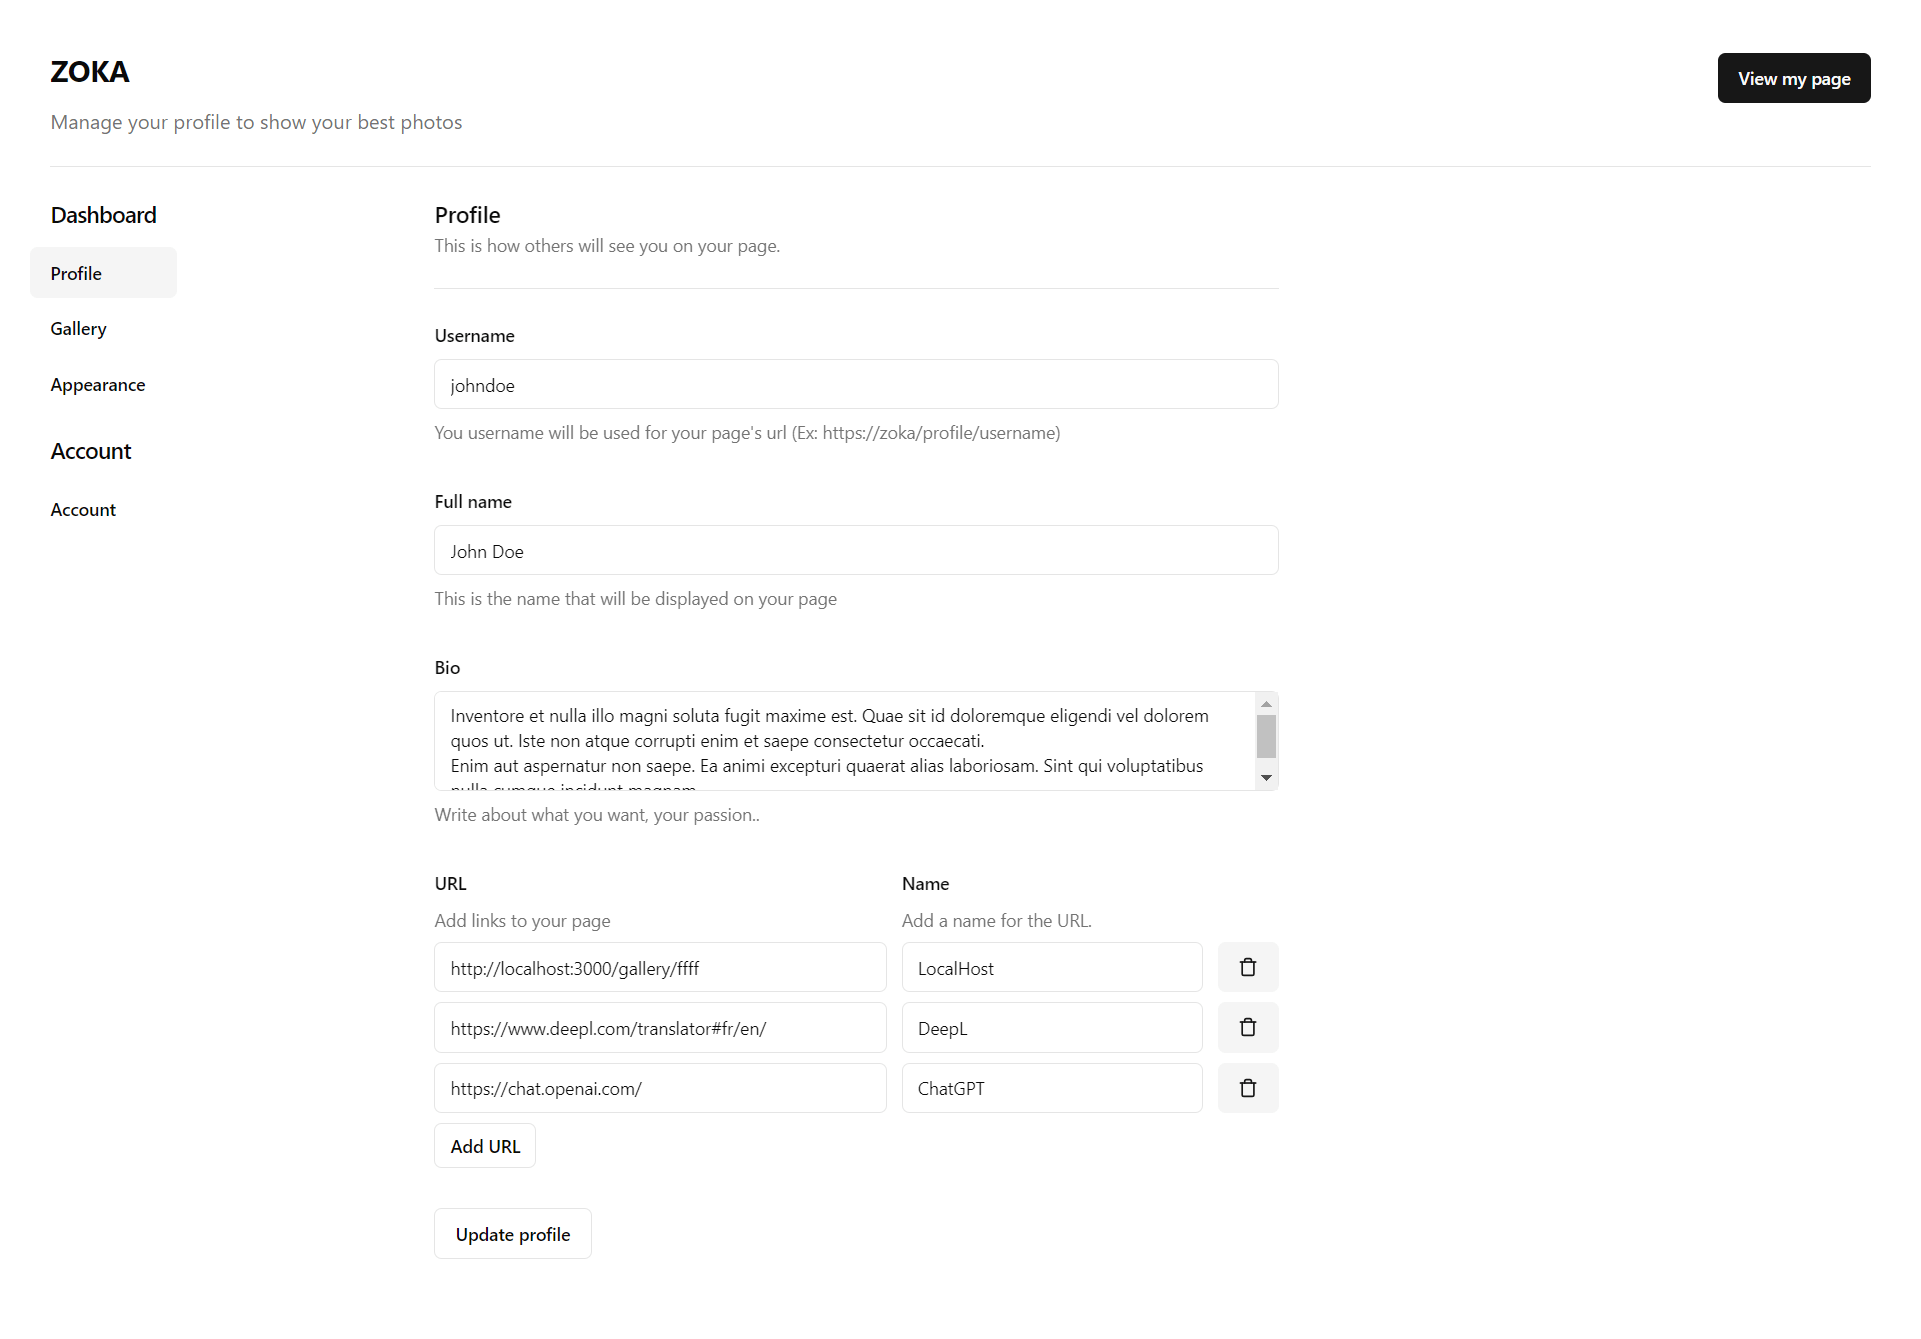 ZOKA
View my page
Manage your profile to show your best photos
Dashboard
Profile
Gallery
Appearance
Account
Account
Profile
This is how others will see you on your page.
Username
johndoe
You username will be used for your page's url (Ex: https://zoka/profile/username)
Full name
John Doe
This is the name that will be displayed on your page
Bio
Inventore et nulla illo magni soluta fugit maxime est. Quae sit id doloremque eligendi vel dolorem
quos ut. Iste non atque corrupti enim et saepe consectetur occaecati.
Enim aut aspernatur non saepe. Ea animi excepturi quaerat alias laboriosam. Sint qui voluptatibus
nulla cumque incidunt magnam
Write about what you want, your passion..
URL Name
Add links to your page Add a name for the URL.
http://localhost:3000/gallery/ffff LocalHost
https://www.deepl.com/translator#fr/en/ DeepL
https://chat.openai.com/ ChatGPT
Add URL
Update profile